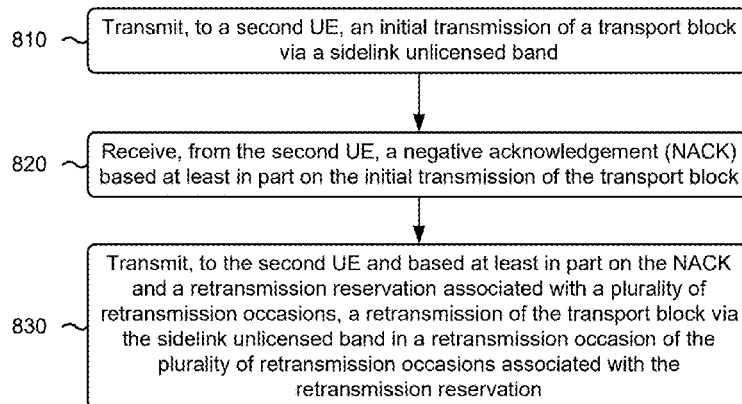 810
Transmit, to a second UE, an initial transmission of a transport block
via a sidelink unlicensed band
820
Receive, from the second UE, a negative acknowledgement (NACK)
based at least in part on the initial transmission of the transport block
830
Transmit, to the second UE and based at least in part on the NACK
and a retransmission reservation associated with a plurality of
retransmission occasions, a retransmission of the transport block via
the sidelink unlicensed band in a retransmission occasion of the
plurality of retransmission occasions associated with the
retransmission reservation